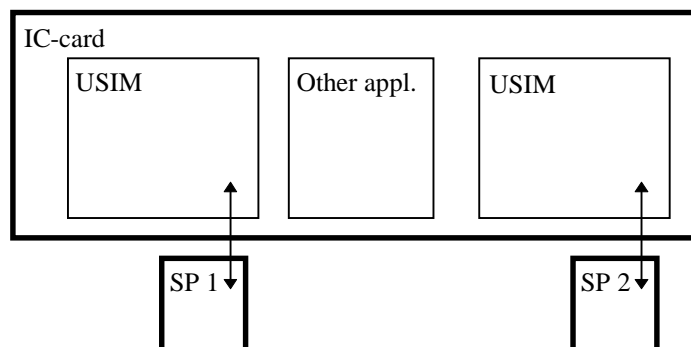 IC-card
USIM
Other appl.
USIM
SP 1
SP 2